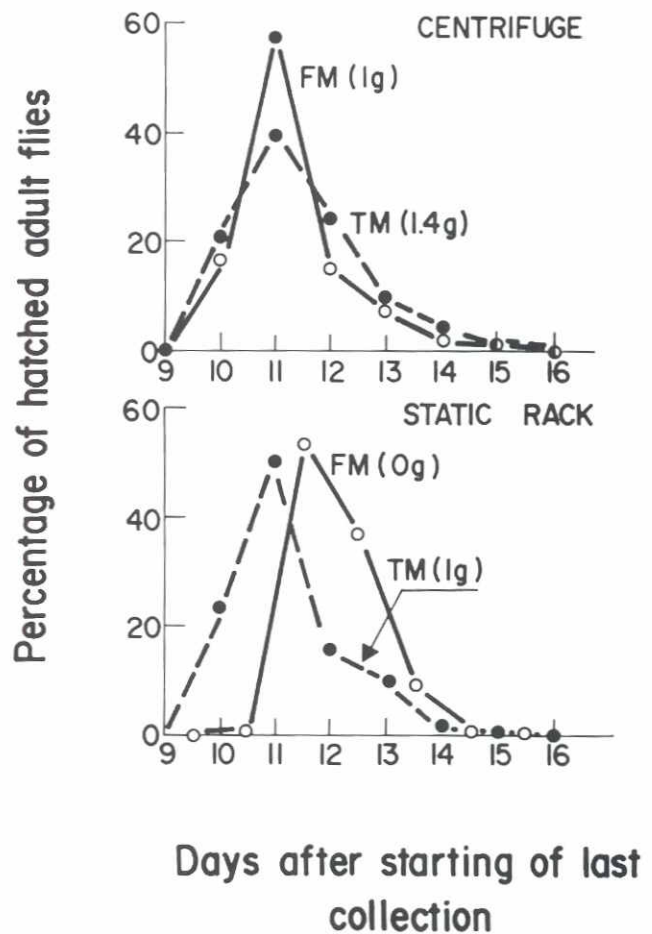 Percentage of hatched adult flies
CENTRIFUGE
60
FM (1g)
40
TM (1.4g)
20
0
9 10 11 12 13 14 15 16
60
STATIC RACK
FM (0g)
40
TM (1g)
20
0
9 10 11 12 13 14 15 16
Days after starting of last
collection